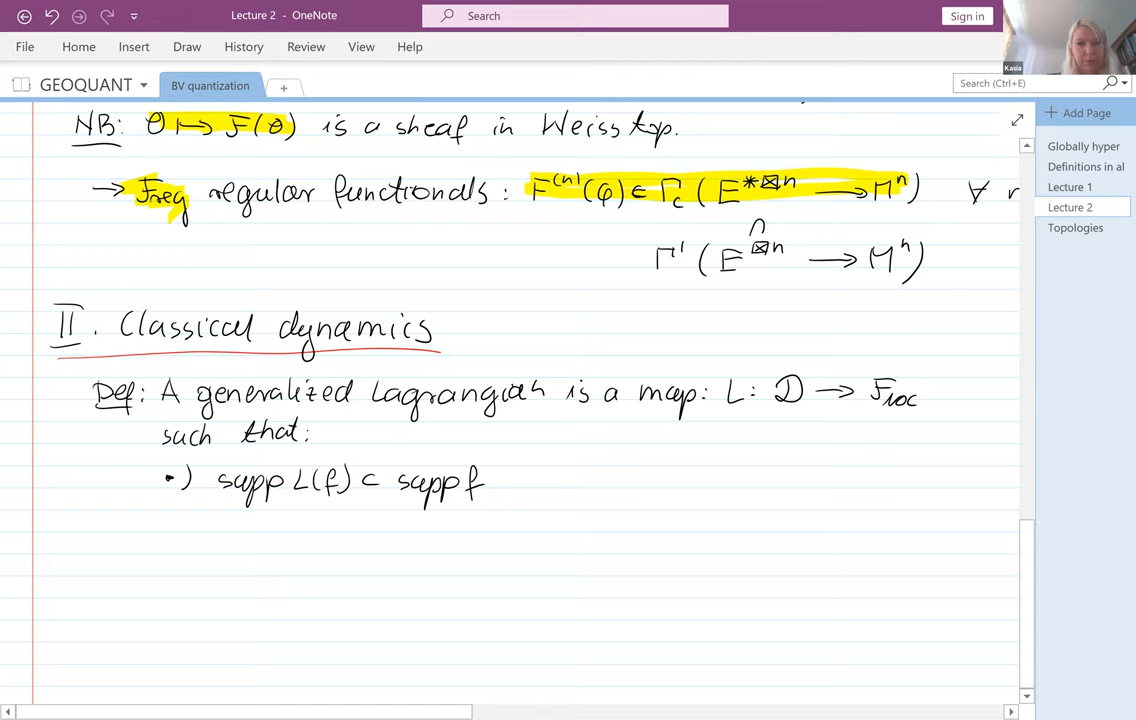 Lecture 2 - OneNote
Search
Sign in
File Home Insert Draw History Review View Help
Kasia
GEOQUANT
BV quantization
Search (Ctrl+E)
Add Page
Globally hyper
Definitions in al
Lecture 1
Lecture 2
Topologies
NB: O ↦ F(O) is a sheaf in Weiss top.
→ Freg regular functionals: F⁽ⁿ⁾(φ) ∈ Γc (E*⊠n → Mⁿ) ∀ n
∩
Γ' (E⊠n → Mⁿ)
II. Classical dynamics
Def: A generalized Lagrangian is a map: L: D → Floc
such that:
•) supp L(f) ⊂ supp f